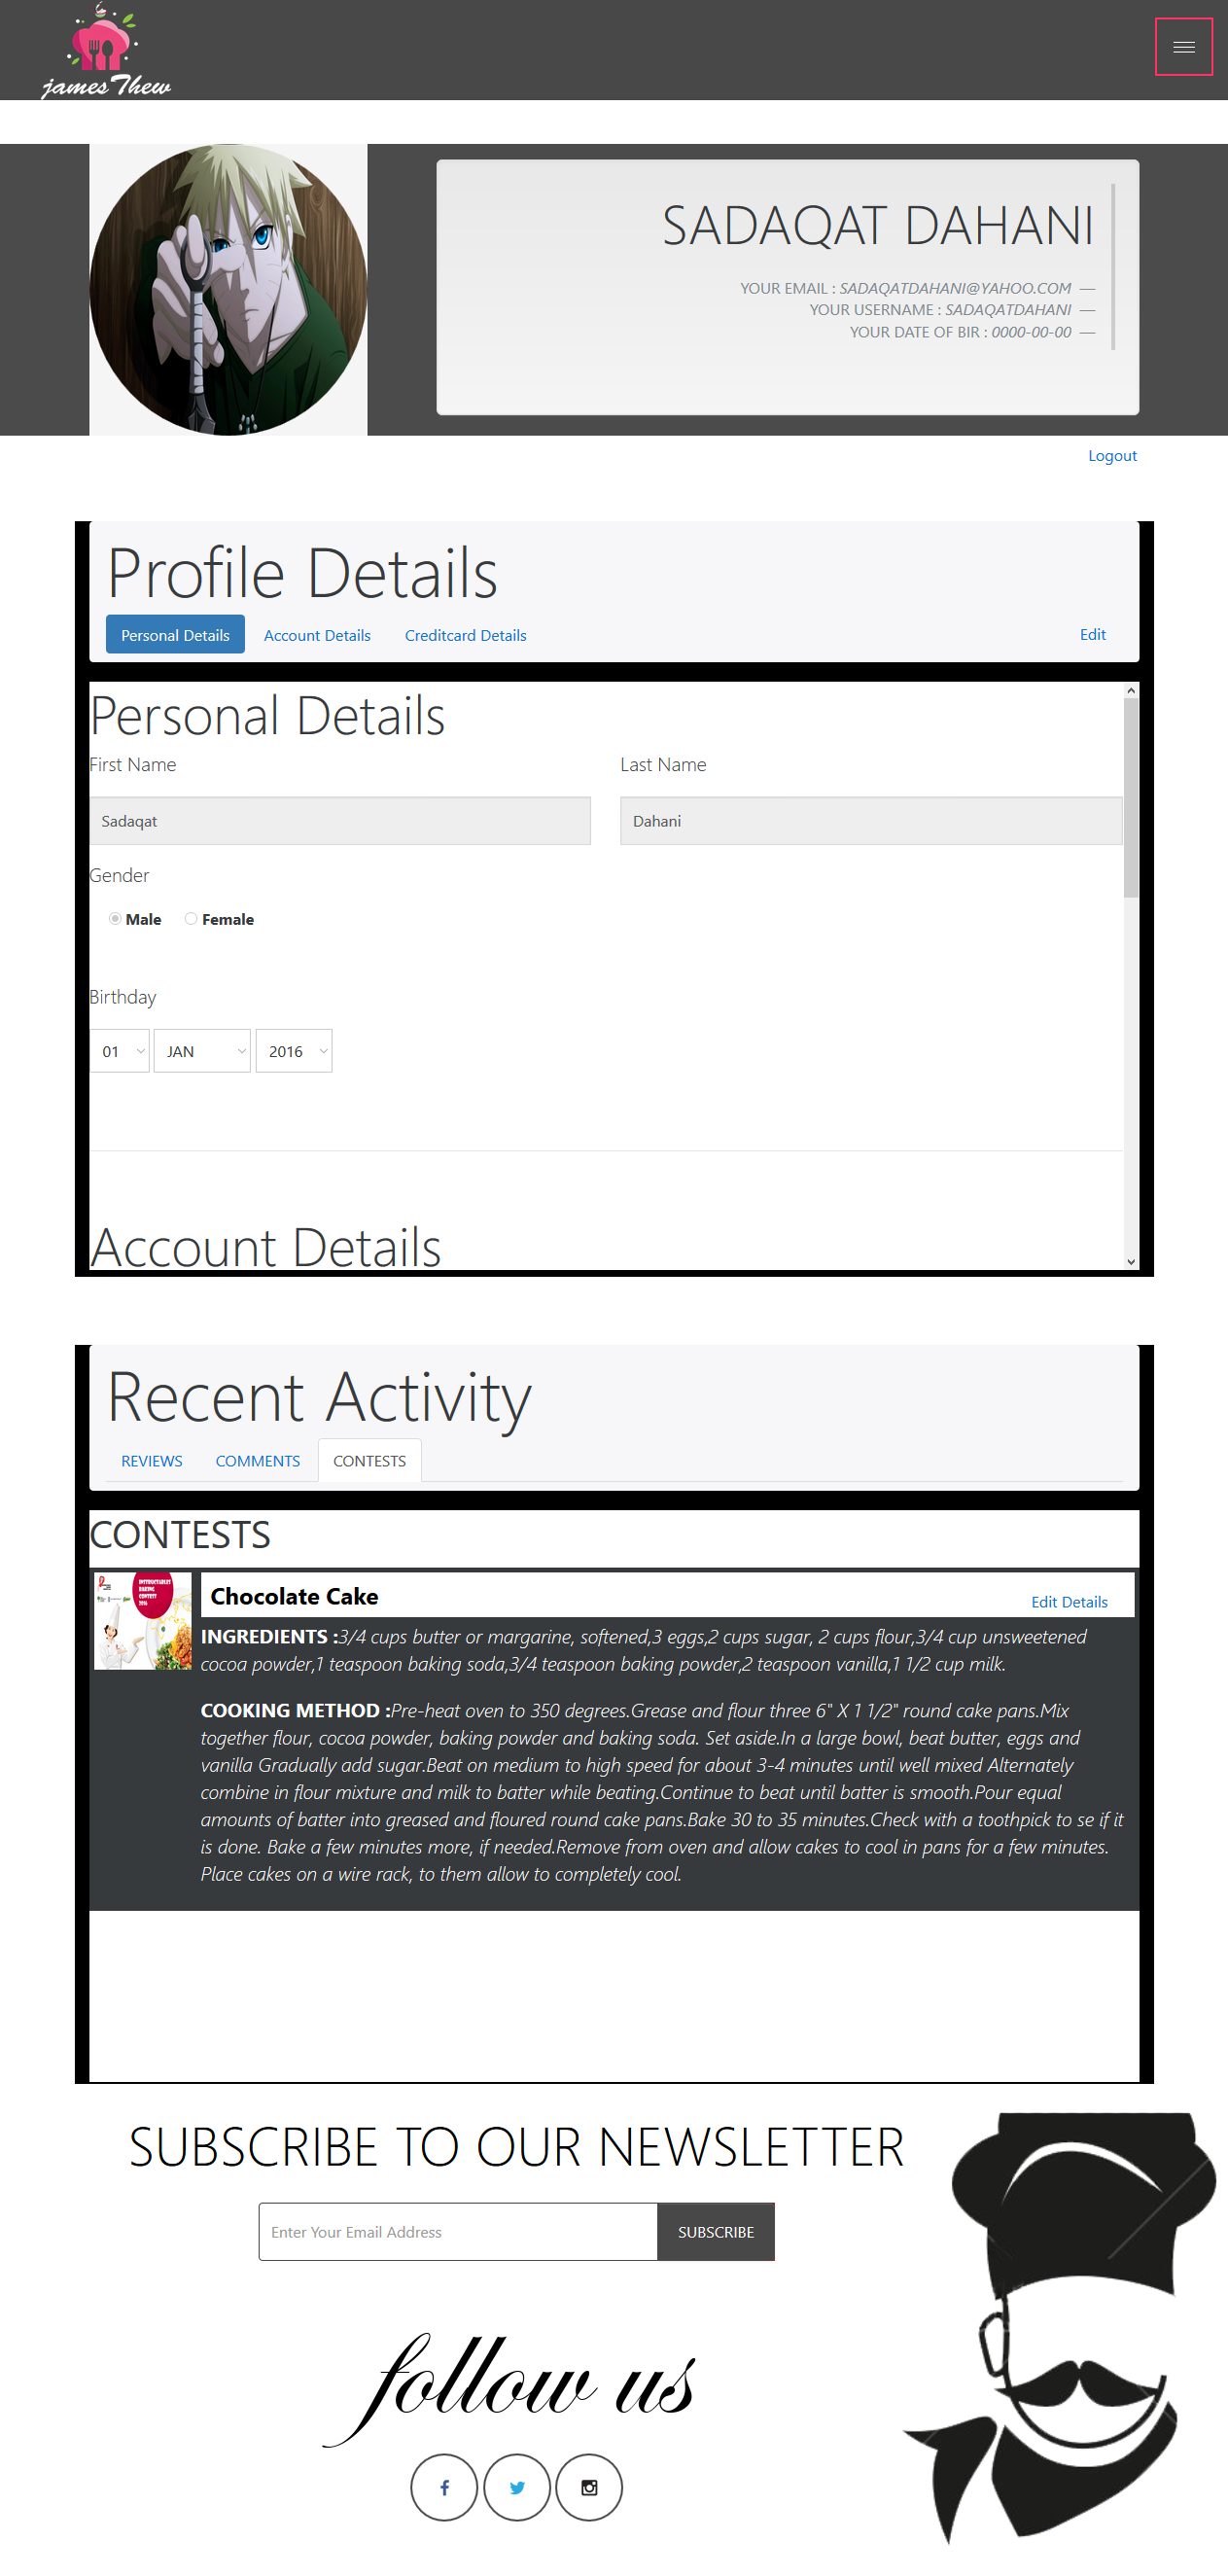 james Thew
SADAQAT DAHANI
YOUR EMAIL : SADAQATDAHANI@YAHOO.COM —
YOUR USERNAME : SADAQATDAHANI —
YOUR DATE OF BIR : 0000-00-00 —
Logout
Profile Details
Personal Details Account Details Creditcard Details Edit
Personal Details
First Name Last Name
Sadaqat Dahani
Gender
Male Female
Birthday
01 JAN 2016
Account Details
Recent Activity
REVIEWS COMMENTS CONTESTS
CONTESTS
INSTRUCTABLES
BAKING
CONTEST
2016
Chocolate Cake Edit Details
INGREDIENTS :3/4 cups butter or margarine, softened,3 eggs,2 cups sugar, 2 cups flour,3/4 cup unsweetened
cocoa powder,1 teaspoon baking soda,3/4 teaspoon baking powder,2 teaspoon vanilla,1 1/2 cup milk.
COOKING METHOD :Pre-heat oven to 350 degrees.Grease and flour three 6" X 1 1/2" round cake pans.Mix
together flour, cocoa powder, baking powder and baking soda. Set aside.In a large bowl, beat butter, eggs and
vanilla Gradually add sugar.Beat on medium to high speed for about 3-4 minutes until well mixed Alternately
combine in flour mixture and milk to batter while beating.Continue to beat until batter is smooth.Pour equal
amounts of batter into greased and floured round cake pans.Bake 30 to 35 minutes.Check with a toothpick to se if it
is done. Bake a few minutes more, if needed.Remove from oven and allow cakes to cool in pans for a few minutes.
Place cakes on a wire rack, to them allow to completely cool.
SUBSCRIBE TO OUR NEWSLETTER
Enter Your Email Address SUBSCRIBE
follow us